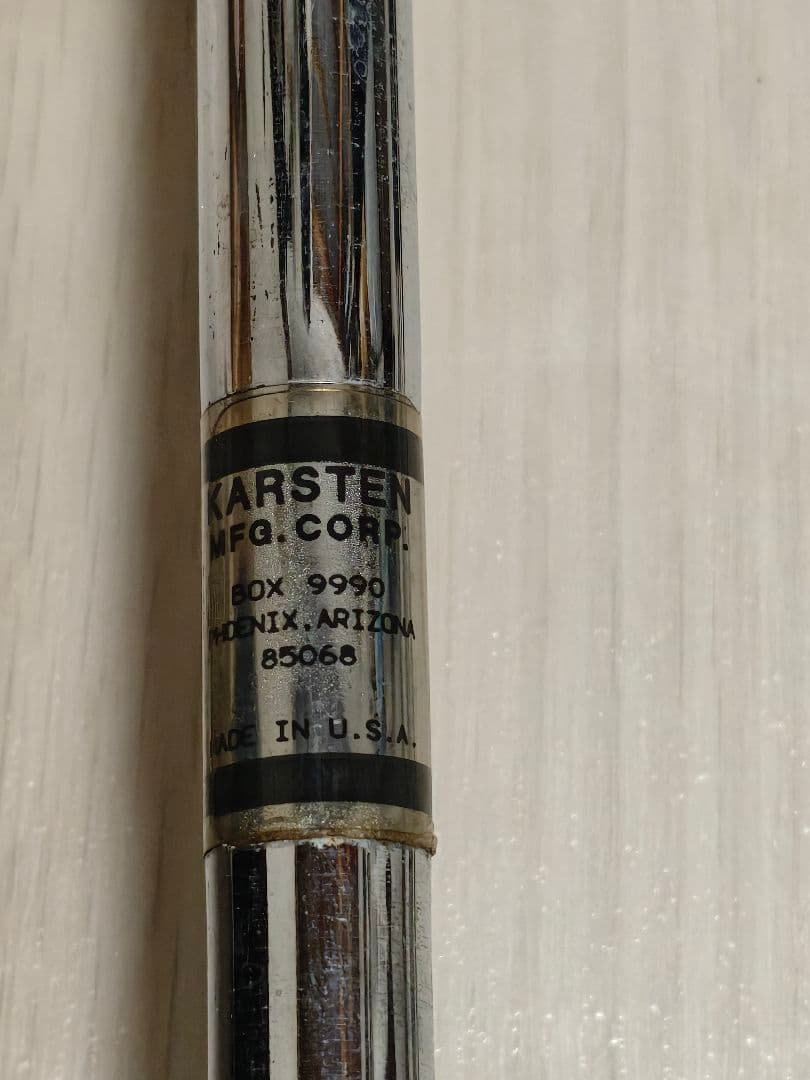 KARSTEN
MFG. CORP.
BOX 9990
PHOENIX, ARIZONA
85068
MADE IN U.S.A.